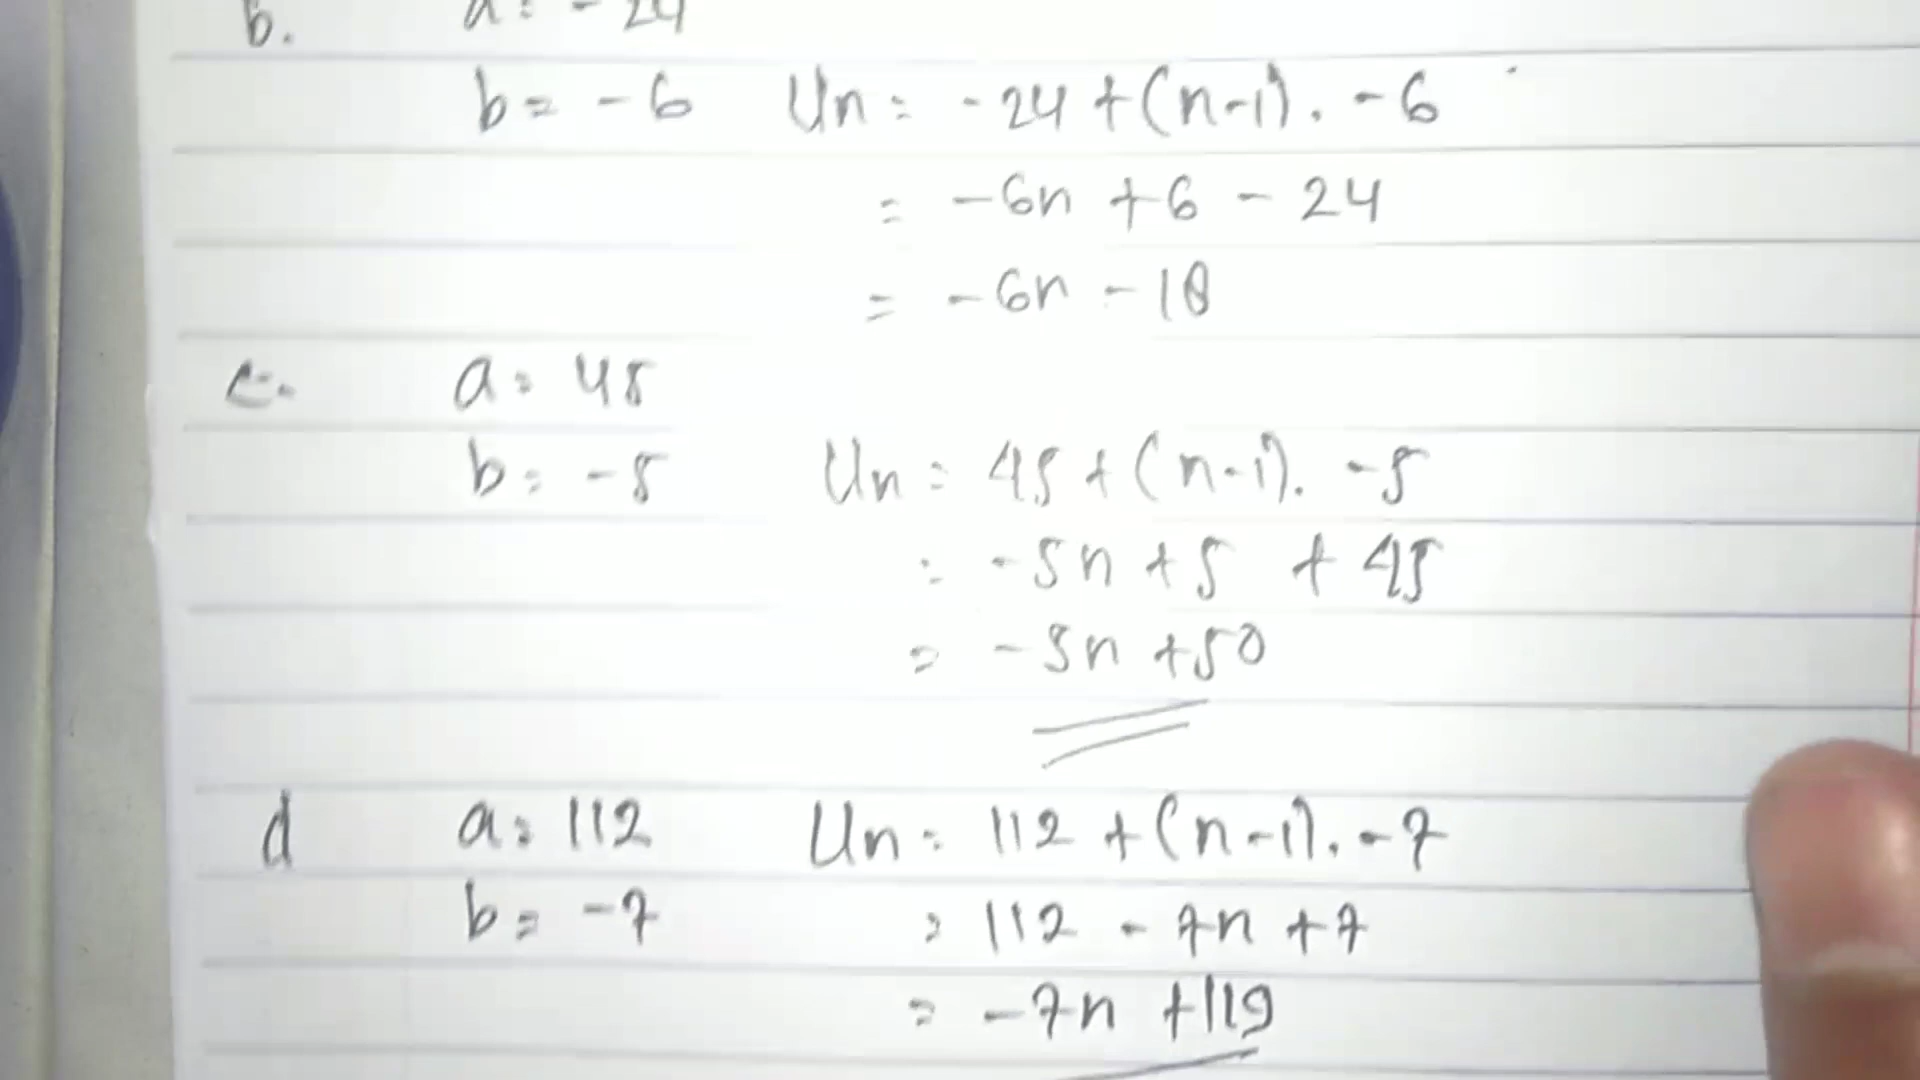 b. a = -24
b = -6 Un = -24 + (n-1). -6
= -6n + 6 - 24
= -6n - 18
c. a = 45
b = -5 Un = 45 + (n-1). -5
= -5n + 5 + 45
= -5n + 50
d a = 112 Un = 112 + (n-1). -7
b = -7 = 112 - 7n + 7
= -7n + 119